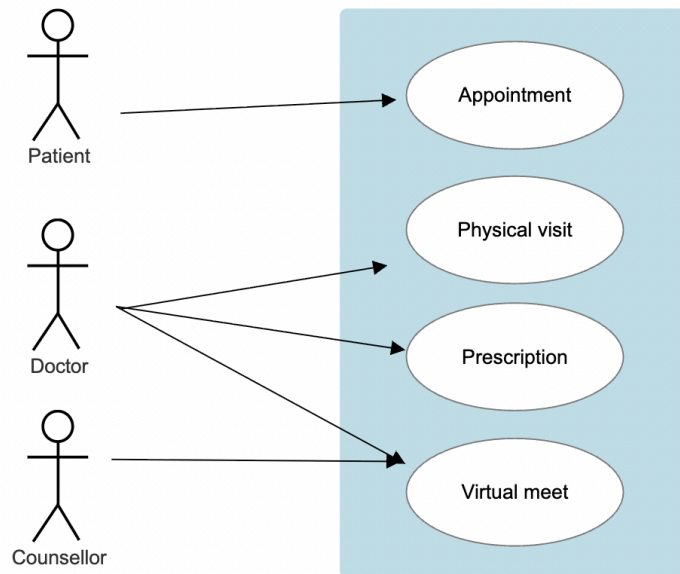 Patient
Appointment
Physical visit
Doctor
Prescription
Counsellor
Virtual meet